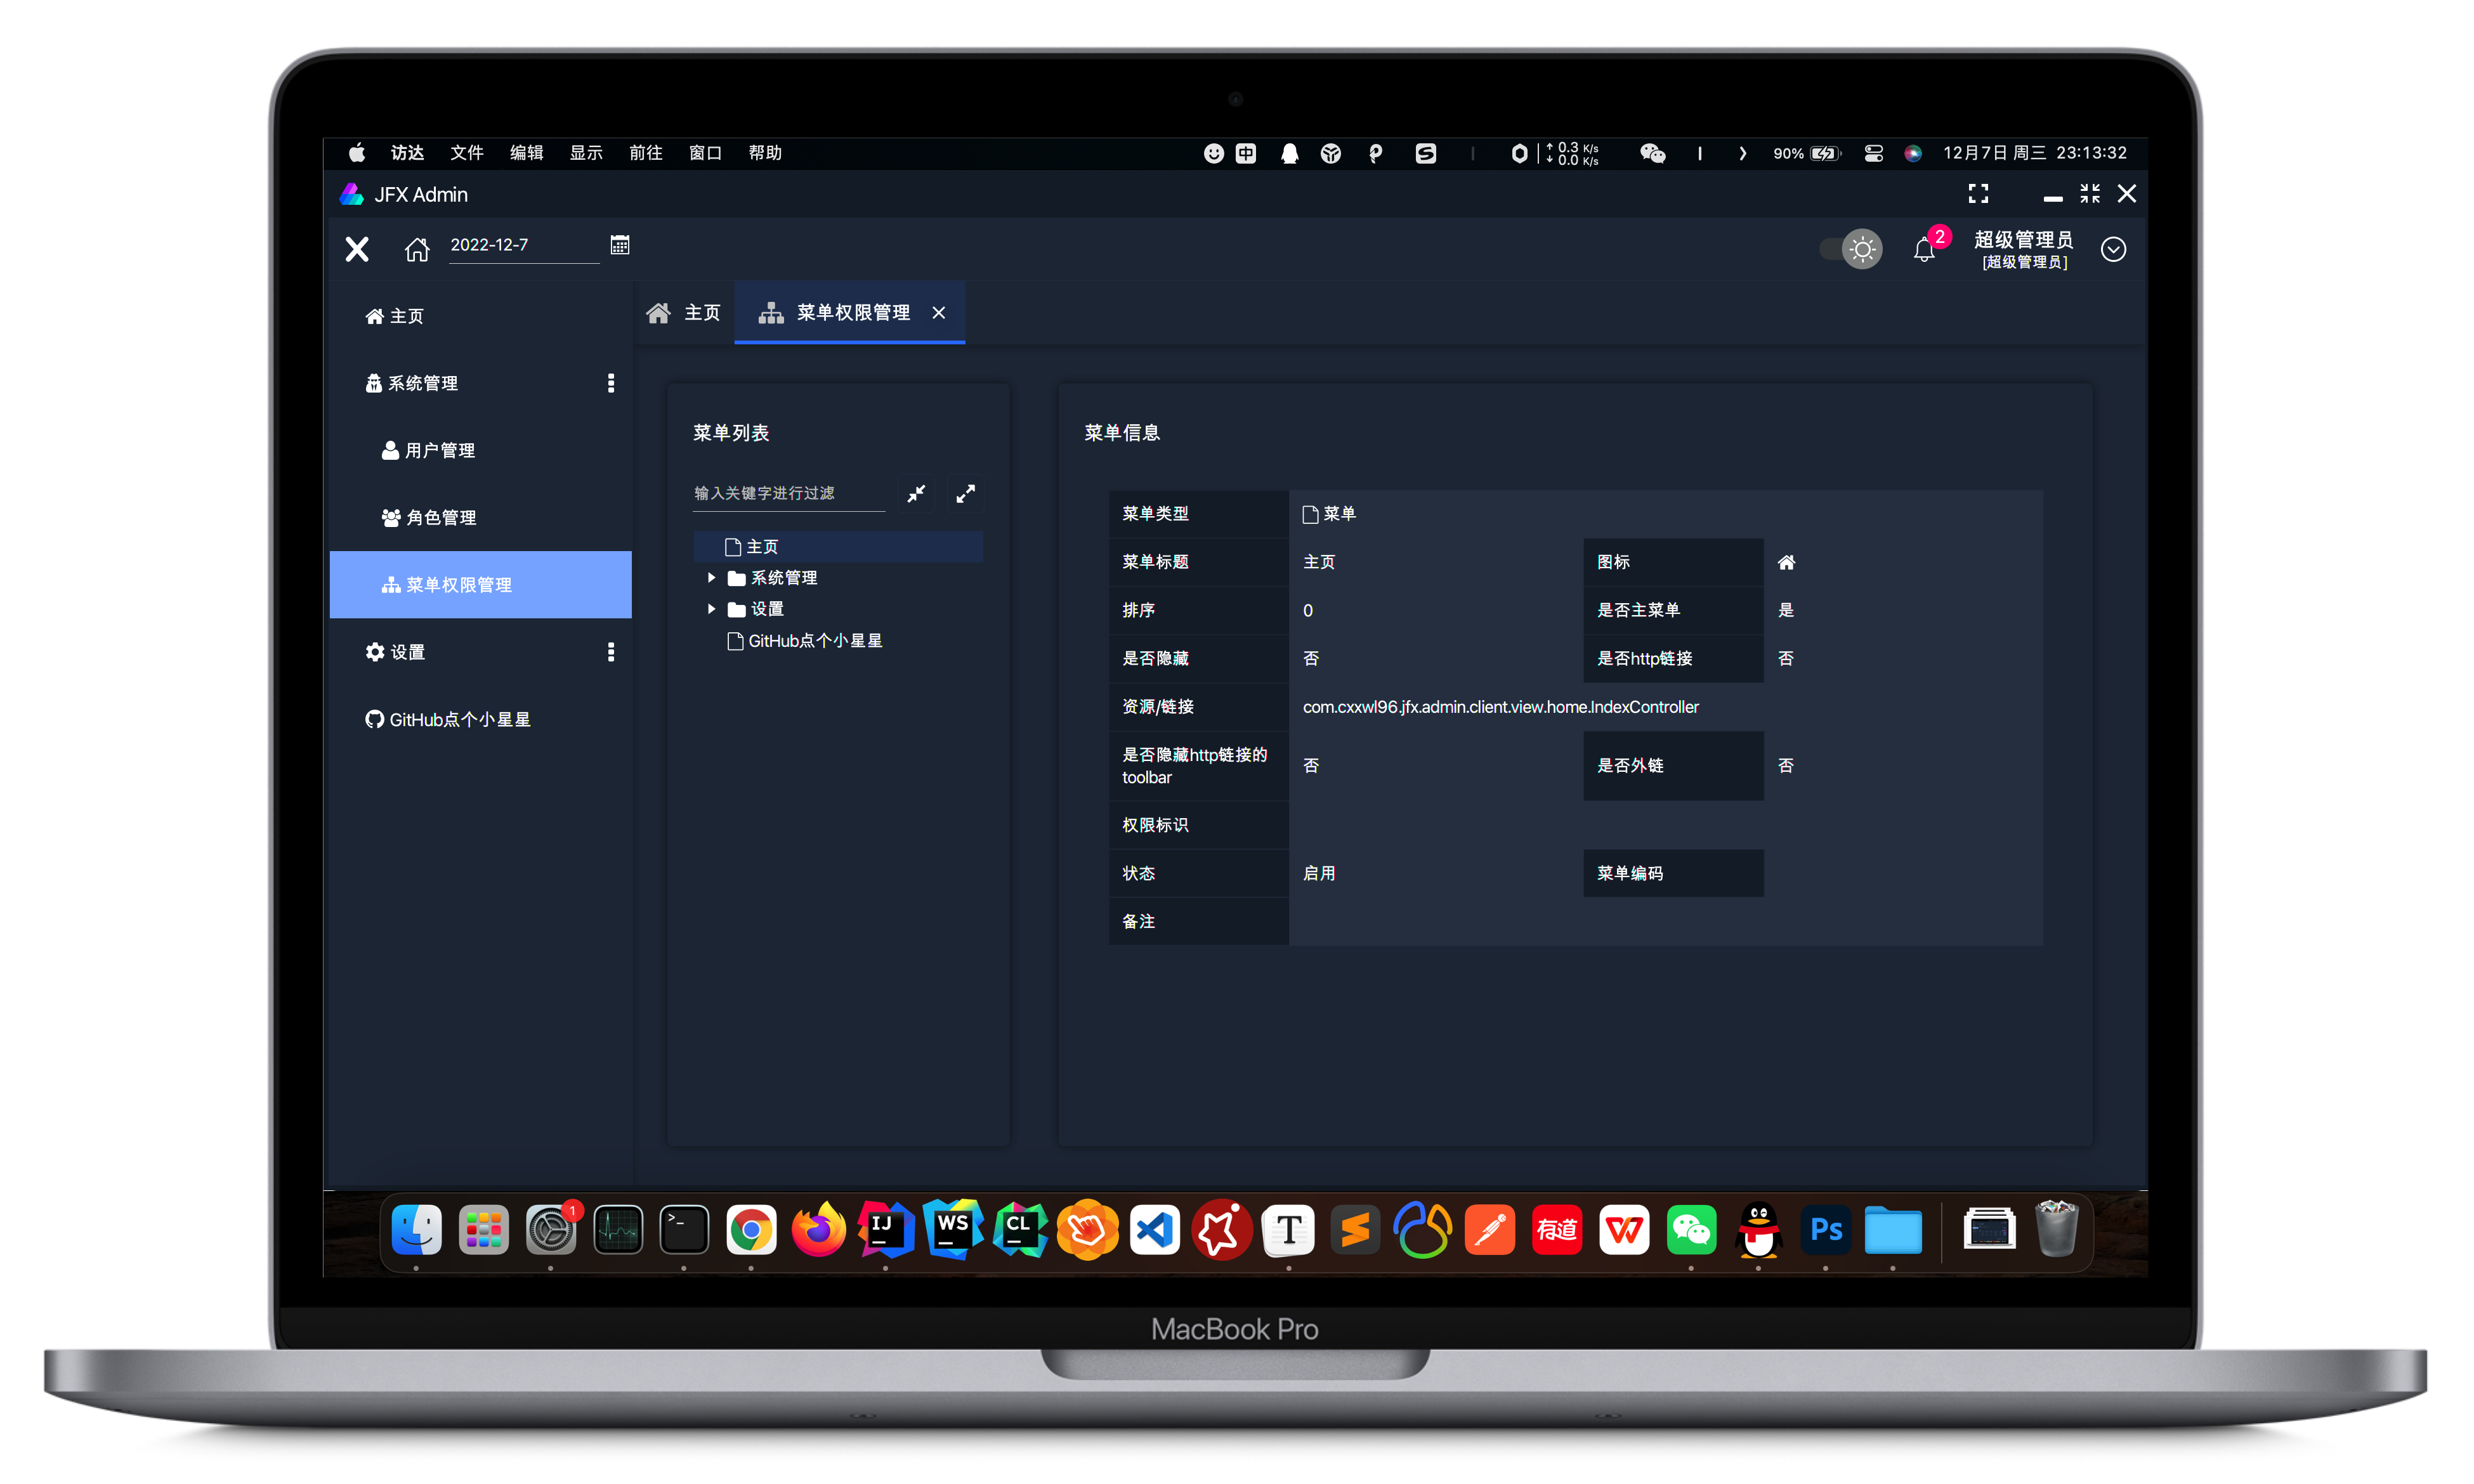 访达 文件 编辑 显示 前往 窗口 帮助 中 0.3 K/s 0.0 K/s 90% 12月7日 周三 23:13:32
JFX Admin
2022-12-7 2 超级管理员
[超级管理员]
主页
系统管理
用户管理
角色管理
菜单权限管理
设置
GitHub点个小星星
主页 菜单权限管理
菜单列表
输入关键字进行过滤
主页
系统管理
设置
GitHub点个小星星
菜单信息
菜单类型 菜单
菜单标题 主页 图标
排序 0 是否主菜单 是
是否隐藏 否 是否http链接 否
资源/链接 com.cxxwl96.jfx.admin.client.view.home.IndexController
是否隐藏http链接的
toolbar 否 是否外链 否
权限标识
状态 启用 菜单编码
备注
1 IJ WS CL T 有道 Ps
MacBook Pro